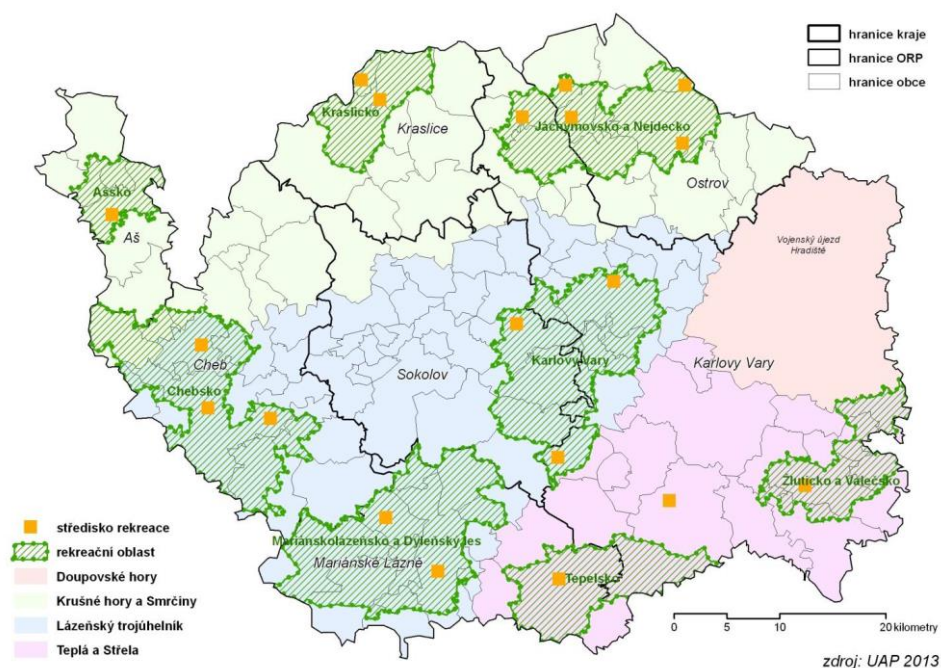 hranice kraje
hranice ORP
hranice obce
Kraslicko
Kraslice
Jáchymovsko a Nejdecko
Ostrov
Ašsko
Aš
Vojenský újezd
Hradiště
Cheb
Chebsko
Sokolov
Karlovy Vary
Karlovy Vary
Žluticko a Valečsko
Mariánskolázeňsko a Dyleňský les
Mariánské Lázně
Tepelsko
středisko rekreace
rekreační oblast
Doupovské hory
Krušné hory a Smrčiny
Lázeňský trojúhelník
Teplá a Střela
0 5 10 20 kilometry
zdroj: UAP 2013